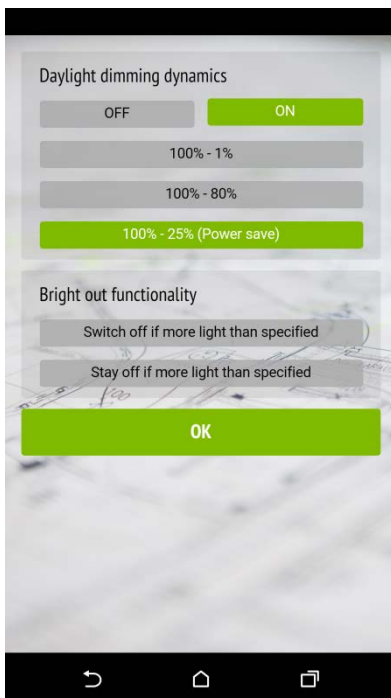 Daylight dimming dynamics
OFF
ON
100% - 1%
100% - 80%
100% - 25% (Power save)
Bright out functionality
Switch off if more light than specified
Stay off if more light than specified
OK